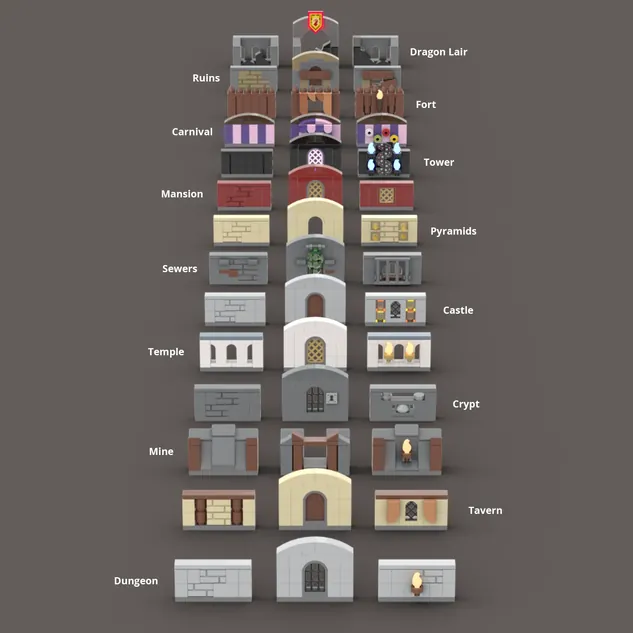 Dragon Lair
Ruins
Fort
Carnival
Tower
Mansion
Pyramids
Sewers
Castle
Temple
Crypt
Mine
Tavern
Dungeon